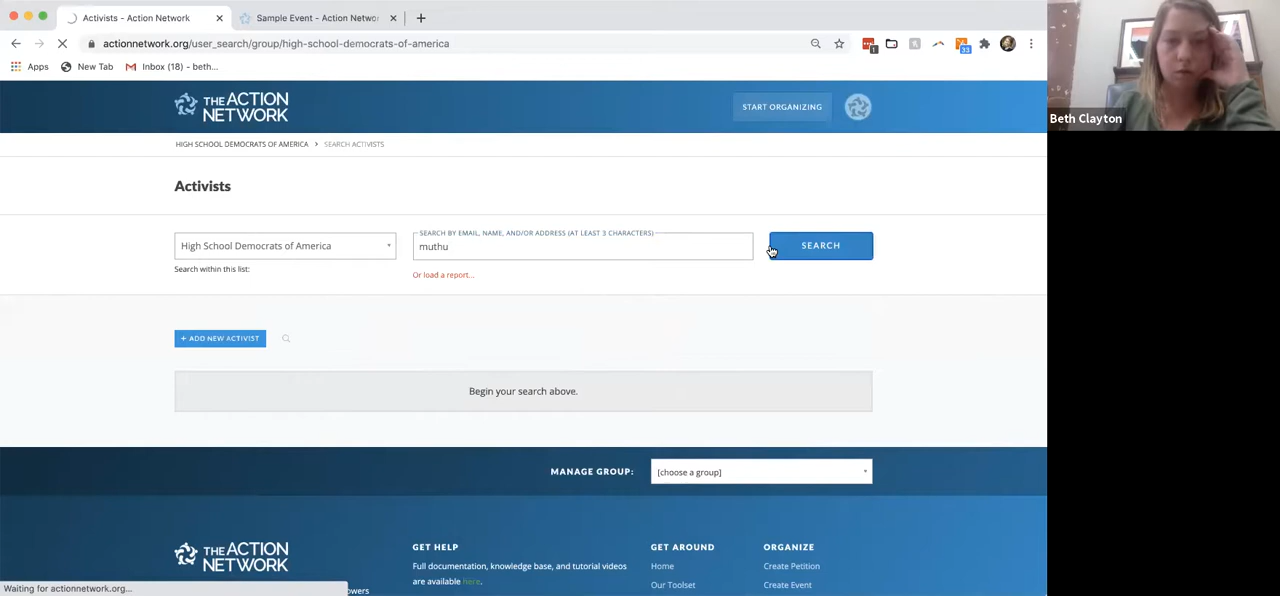 Activists - Action Network
Sample Event - Action Networ
actionnetwork.org/user_search/group/high-school-democrats-of-america
1
33
Apps
New Tab
Inbox (18) - beth...
THE ACTION
NETWORK
START ORGANIZING
Beth Clayton
HIGH SCHOOL DEMOCRATS OF AMERICA > SEARCH ACTIVISTS
Activists
High School Democrats of America
SEARCH BY EMAIL, NAME, AND/OR ADDRESS (AT LEAST 3 CHARACTERS)
muthu
SEARCH
Search within this list:
Or load a report...
+ ADD NEW ACTIVIST
Begin your search above.
MANAGE GROUP:
[choose a group]
THE ACTION
NETWORK
GET HELP
Full documentation, knowledge base, and tutorial videos
are available here.
GET AROUND
Home
Our Toolset
ORGANIZE
Create Petition
Create Event
Waiting for actionnetwork.org...